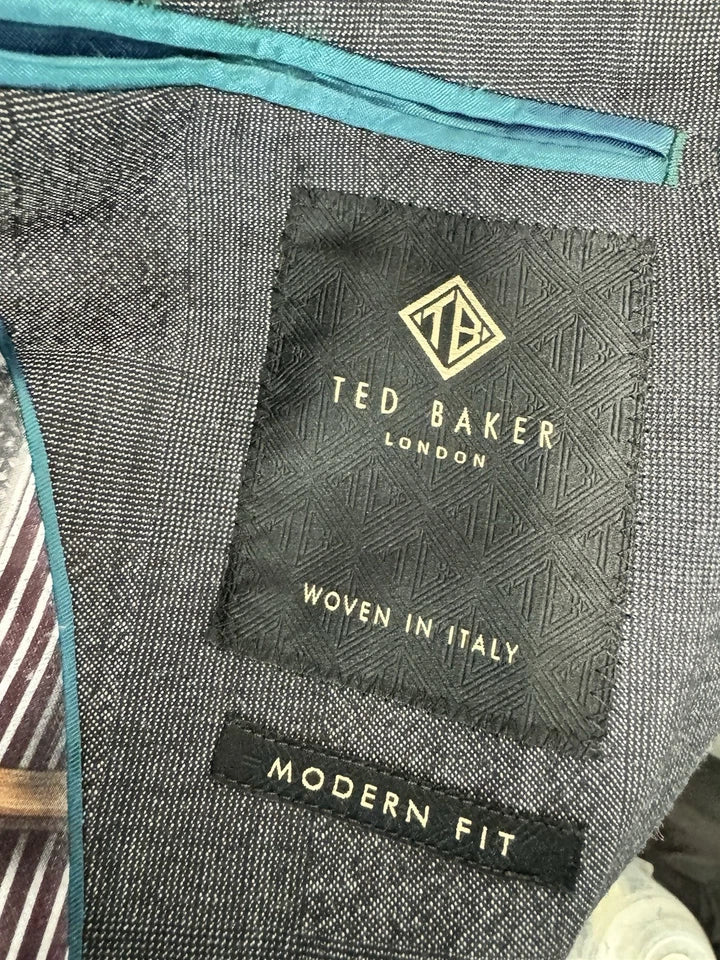 TB
TED BAKER
LONDON
WOVEN IN ITALY
MODERN FIT